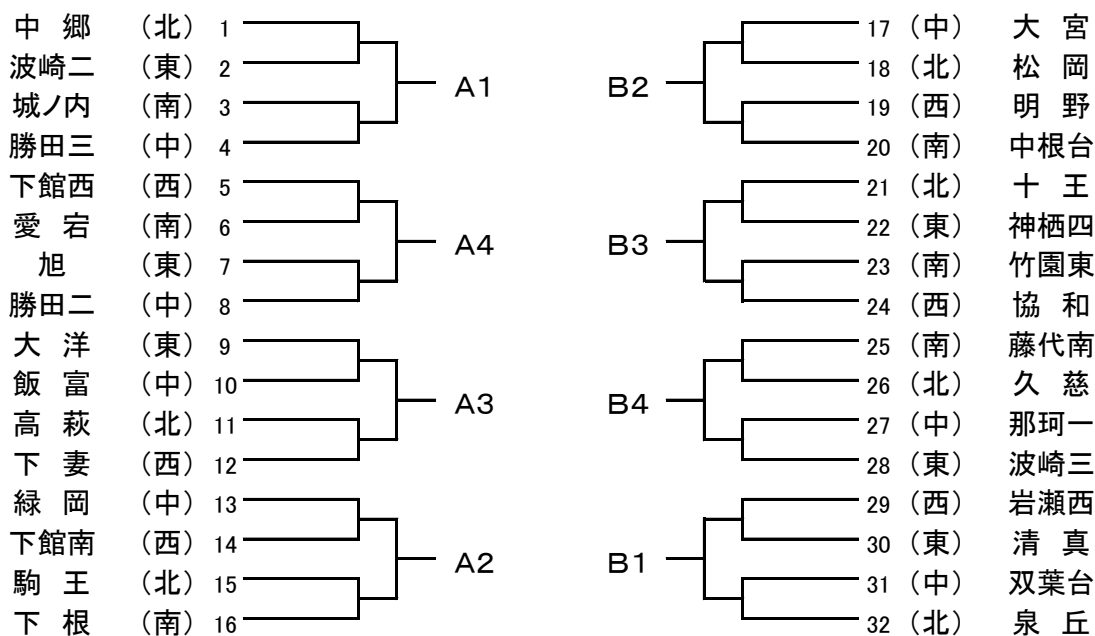 中 郷 （北） 1
波崎二 （東） 2
城ノ内 （南） 3
勝田三 （中） 4
A1
下館西 （西） 5
愛 宕 （南） 6
旭 （東） 7
勝田二 （中） 8
A4
大 洋 （東） 9
飯 富 （中） 10
高 萩 （北） 11
下 妻 （西） 12
A3
緑 岡 （中） 13
下館南 （西） 14
駒 王 （北） 15
下 根 （南） 16
A2
17 （中） 大 宮
18 （北） 松 岡
19 （西） 明 野
20 （南） 中根台
B2
21 （北） 十 王
22 （東） 神栖四
23 （南） 竹園東
24 （西） 協 和
B3
25 （南） 藤代南
26 （北） 久 慈
27 （中） 那珂一
28 （東） 波崎三
B4
29 （西） 岩瀬西
30 （東） 清 真
31 （中） 双葉台
32 （北） 泉 丘
B1